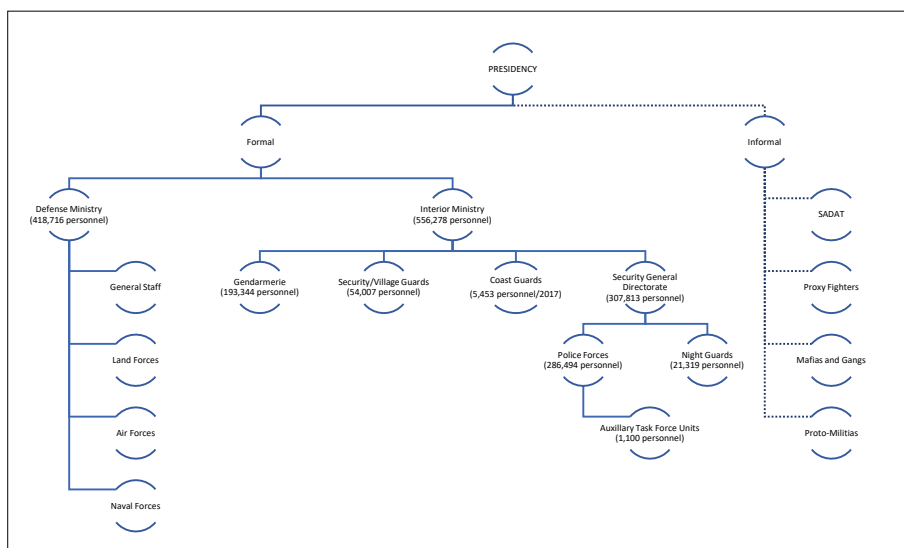 PRESIDENCY
Formal
Informal
Defense Ministry
(418,716 personnel)
Interior Ministry
(556,278 personnel)
SADAT
General Staff
Gendarmerie
(193,344 personnel)
Security/Village Guards
(54,007 personnel)
Coast Guards
(5,453 personnel/2017)
Security General
Directorate
(307,813 personnel)
Proxy Fighters
Land Forces
Police Forces
(286,494 personnel)
Night Guards
(21,319 personnel)
Mafias and Gangs
Air Forces
Auxillary Task Force Units
(1,100 personnel)
Proto-Militias
Naval Forces